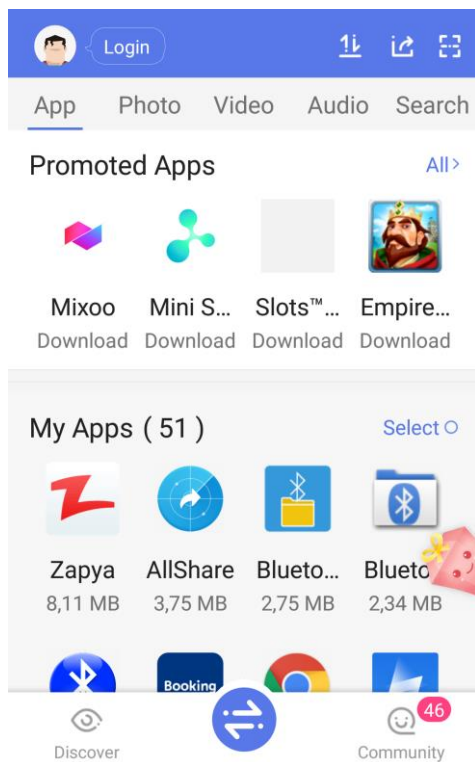 Login
App Photo Video Audio Search
Promoted Apps All >
Mixoo Mini S... Slots™... Empire...
Download Download Download Download
My Apps ( 51 ) Select
Zapya AllShare Blueto... Blueto
8,11 MB 3,75 MB 2,75 MB 2,34 MB
Booking
46
Discover Community